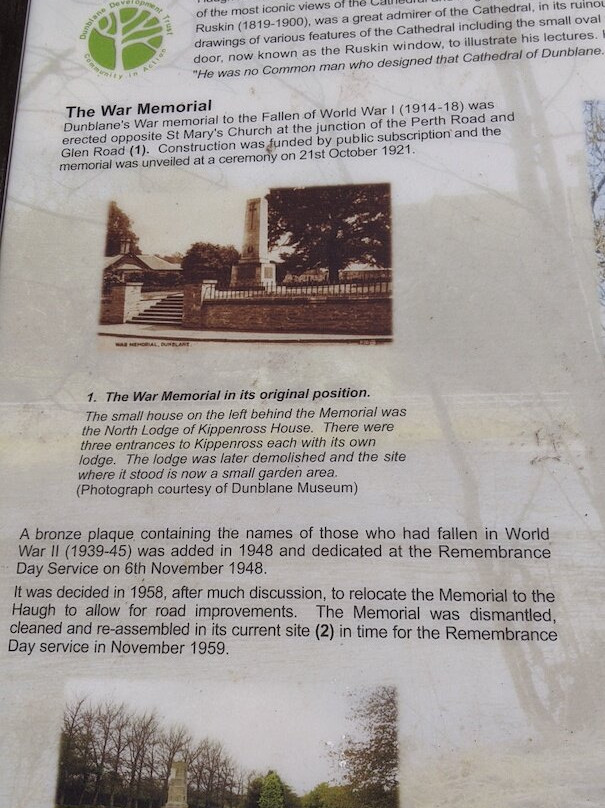 Dunblane Development Trust
Community in Action
of the most iconic views of the Cathedral and
Ruskin (1819-1900), was a great admirer of the Cathedral, in its ruinou
drawings of various features of the Cathedral including the small oval
door, now known as the Ruskin window, to illustrate his lectures.
"He was no Common man who designed that Cathedral of Dunblane.
The War Memorial
Dunblane's War memorial to the Fallen of World War I (1914-18) was
erected opposite St Mary's Church at the junction of the Perth Road and
Glen Road (1). Construction was funded by public subscription and the
memorial was unveiled at a ceremony on 21st October 1921.
WAR MEMORIAL, DUNBLANE.
1. The War Memorial in its original position.
The small house on the left behind the Memorial was
the North Lodge of Kippenross House. There were
three entrances to Kippenross each with its own
lodge. The lodge was later demolished and the site
where it stood is now a small garden area.
(Photograph courtesy of Dunblane Museum)
A bronze plaque containing the names of those who had fallen in World
War II (1939-45) was added in 1948 and dedicated at the Remembrance
Day Service on 6th November 1948.
It was decided in 1958, after much discussion, to relocate the Memorial to the
Haugh to allow for road improvements. The Memorial was dismantled,
cleaned and re-assembled in its current site (2) in time for the Remembrance
Day service in November 1959.